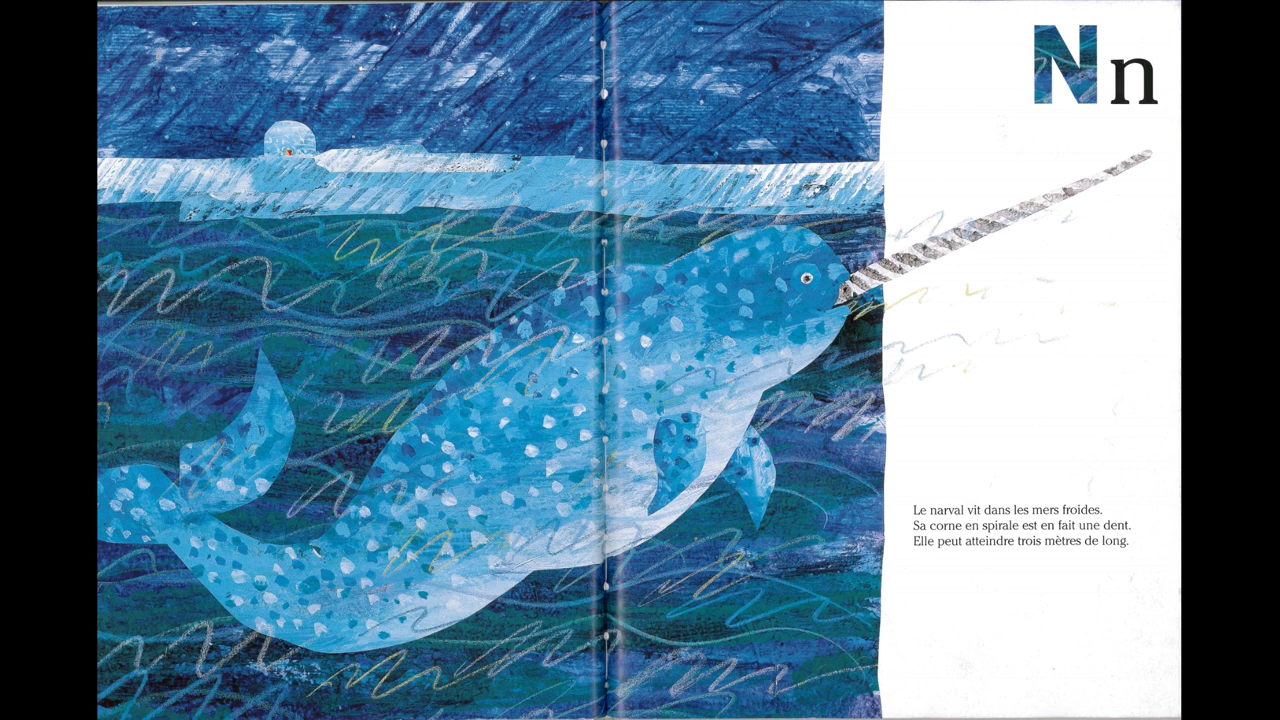 Nn
Le narval vit dans les mers froides.
Sa corne en spirale est en fait une dent.
Elle peut atteindre trois mètres de long.